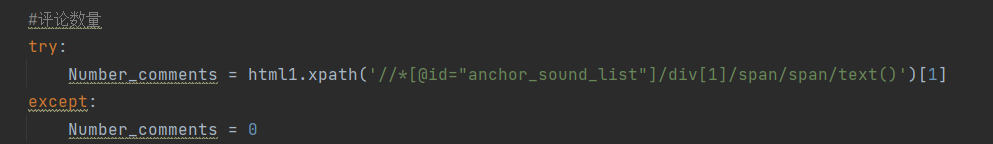 #评论数量
try:
Number_comments = html1.xpath('//*[@id="anchor_sound_list"]/div[1]/span/span/text()')[1]
except:
Number_comments = 0